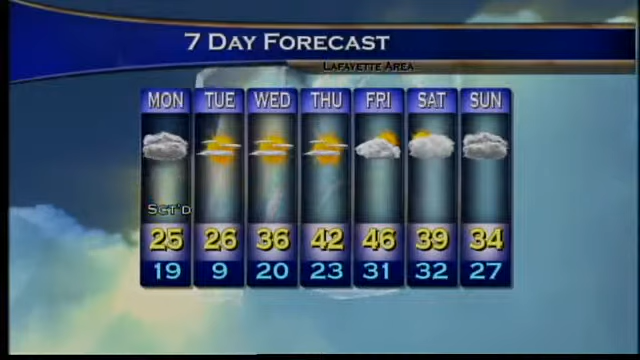 7 DAY FORECAST
LAFAYETTE AREA
MON TUE WED THU FRI SAT SUN
SCT'D
25 26 36 42 46 39 34
19 9 20 23 31 32 27